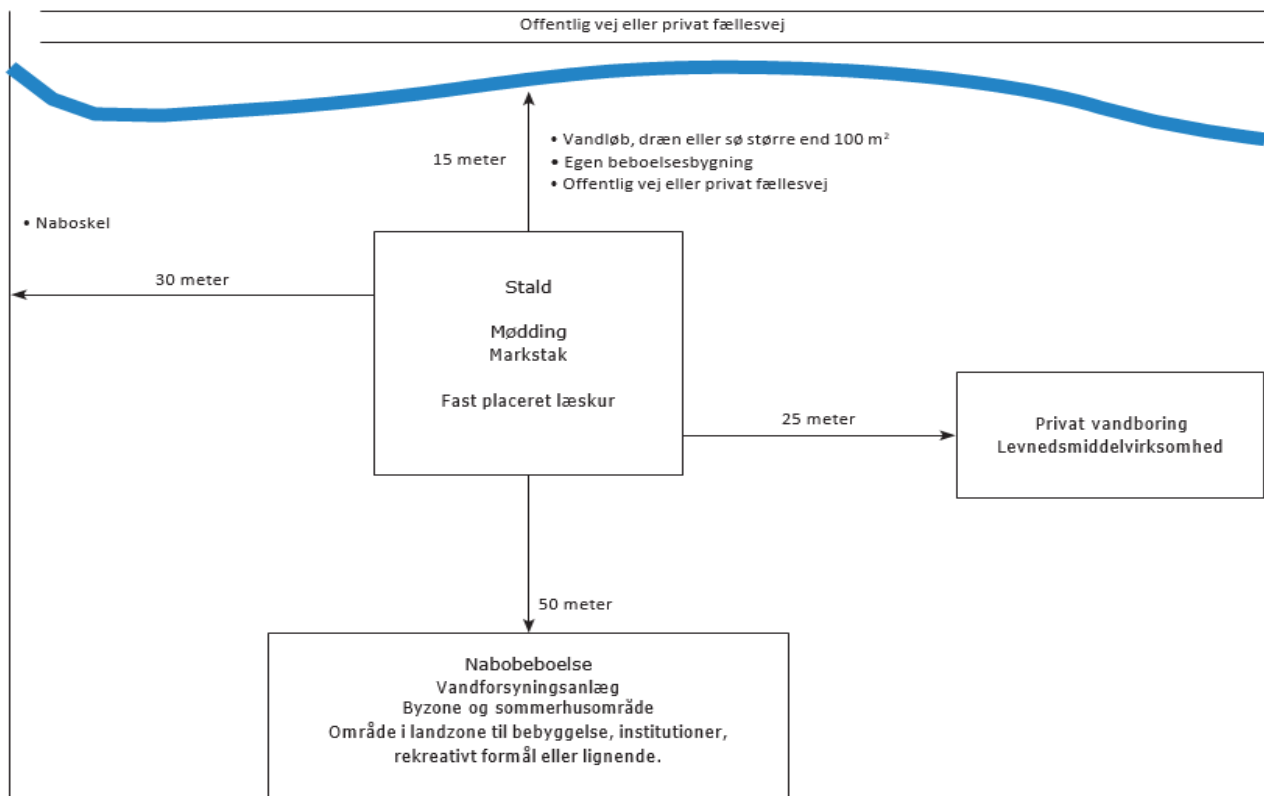 Offentlig vej eller privat fællesvej
15 meter
• Vandløb, dræn eller sø større end 100 m²
• Egen beboelsesbygning
• Offentlig vej eller privat fællesvej
• Naboskel
30 meter
Stald
Mødding
Markstak
Fast placeret læskur
25 meter
Privat vandboring
Levnedsmiddelvirksomhed
50 meter
Nabobeboelse
Vandforsyningsanlæg
Byzone og sommerhusområde
Område i landzone til bebyggelse, institutioner,
rekreativt formål eller lignende.